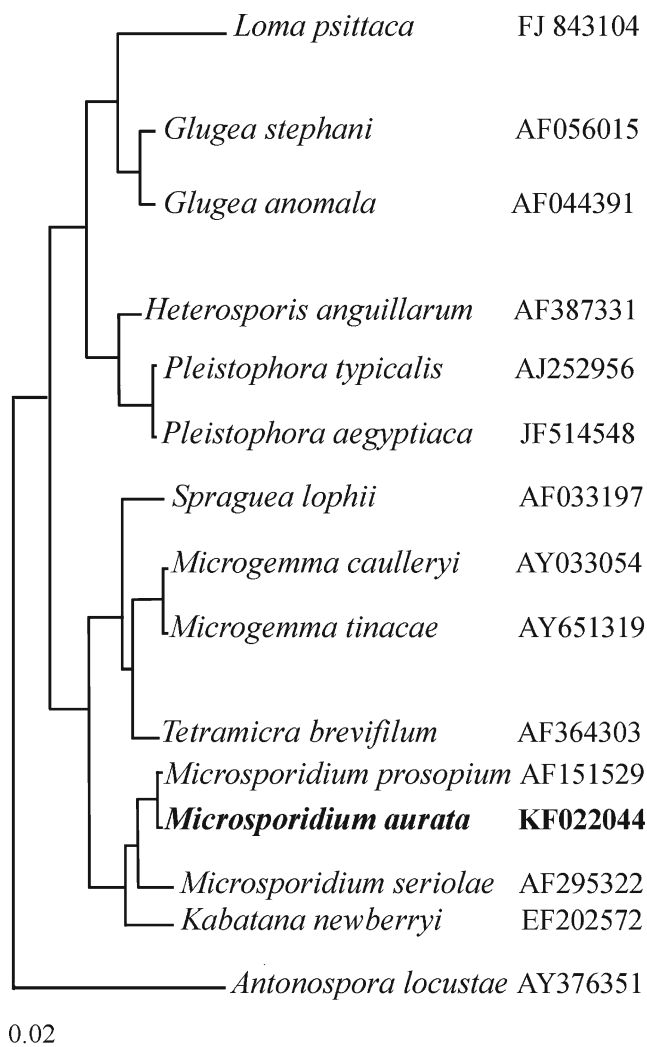 Loma psittaca FJ 843104
Glugea stephani AF056015
Glugea anomala AF044391
Heterosporis anguillarum AF387331
Pleistophora typicalis AJ252956
Pleistophora aegyptiaca JF514548
Spraguea lophii AF033197
Microgemma caulleryi AY033054
Microgemma tinacae AY651319
Tetramicra brevifilum AF364303
Microsporidium prosopium AF151529
Microsporidium aurata KF022044
Microsporidium seriolae AF295322
Kabatana newberryi EF202572
Antonospora locustae AY376351
0.02